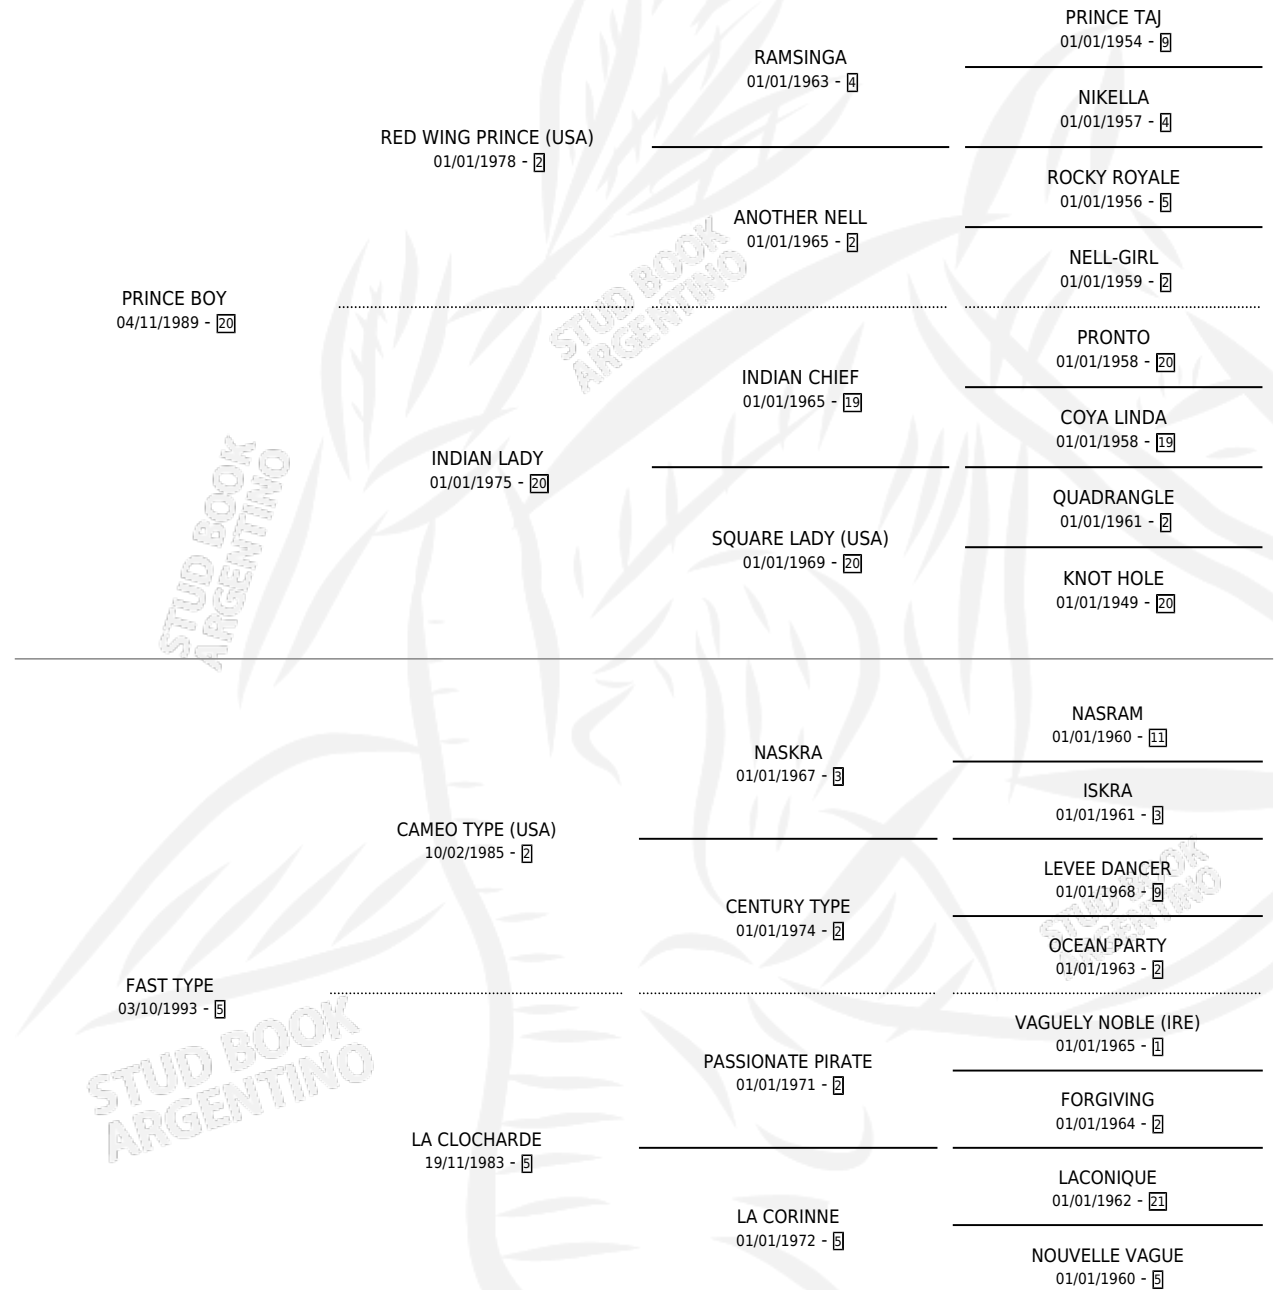 PRINCE TAJ
01/01/1954 - 9
RAMSINGA
01/01/1963 - 4
NIKELLA
01/01/1957 - 4
RED WING PRINCE (USA)
01/01/1978 - 2
ROCKY ROYALE
01/01/1956 - 5
ANOTHER NELL
01/01/1965 - 2
NELL-GIRL
01/01/1959 - 2
PRINCE BOY
04/11/1989 - 20
PRONTO
01/01/1958 - 20
INDIAN CHIEF
01/01/1965 - 19
COYA LINDA
01/01/1958 - 19
INDIAN LADY
01/01/1975 - 20
QUADRANGLE
01/01/1961 - 2
SQUARE LADY (USA)
01/01/1969 - 20
KNOT HOLE
01/01/1949 - 20
STUD BOOK
ARGENTINO
STUD BOOK
ARGENTINO
NASRAM
01/01/1960 - 11
NASKRA
01/01/1967 - 3
ISKRA
01/01/1961 - 3
CAMEO TYPE (USA)
10/02/1985 - 2
LEVEE DANCER
01/01/1968 - 9
CENTURY TYPE
01/01/1974 - 2
OCEAN PARTY
01/01/1963 - 2
STUD BOOK
ARGENTINO
FAST TYPE
03/10/1993 - 5
VAGUELY NOBLE (IRE)
01/01/1965 - 1
PASSIONATE PIRATE
01/01/1971 - 2
FORGIVING
01/01/1964 - 2
STUD BOOK
ARGENTINO
LA CLOCHARDE
19/11/1983 - 5
LACONIQUE
01/01/1962 - 21
LA CORINNE
01/01/1972 - 5
NOUVELLE VAGUE
01/01/1960 - 5